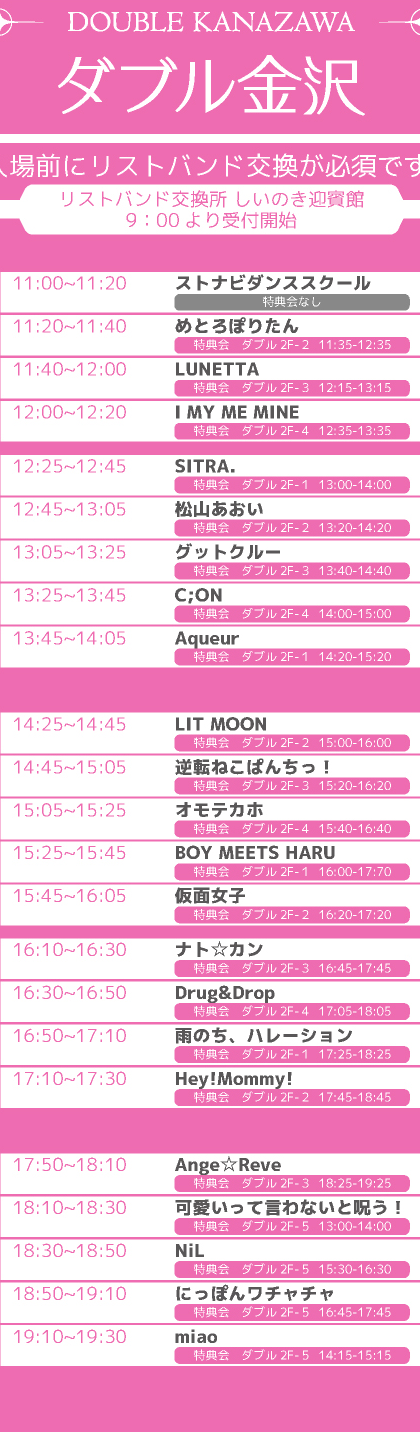 DOUBLE KANAZAWA
ダブル金沢
入場前にリストバンド交換が必須です
リストバンド交換所 しいのき迎賓館
9：00 より受付開始
11:00~11:20 ストナビダンススクール
特典会なし
11:20~11:40 めとろぽりたん
特典会 ダブル 2F-2 11:35-12:35
11:40~12:00 LUNETTA
特典会 ダブル 2F-3 12:15-13:15
12:00~12:20 I MY ME MINE
特典会 ダブル 2F-4 12:35-13:35
12:25~12:45 SITRA.
特典会 ダブル 2F-1 13:00-14:00
12:45~13:05 松山あおい
特典会 ダブル 2F-2 13:20-14:20
13:05~13:25 グットクルー
特典会 ダブル 2F-3 13:40-14:40
13:25~13:45 C;ON
特典会 ダブル 2F-4 14:00-15:00
13:45~14:05 Aqueur
特典会 ダブル 2F-1 14:20-15:20
14:25~14:45 LIT MOON
特典会 ダブル 2F-2 15:00-16:00
14:45~15:05 逆転ねこぱんちっ！
特典会 ダブル 2F-3 15:20-16:20
15:05~15:25 オモテカホ
特典会 ダブル 2F-4 15:40-16:40
15:25~15:45 BOY MEETS HARU
特典会 ダブル 2F-1 16:00-17:70
15:45~16:05 仮面女子
特典会 ダブル 2F-2 16:20-17:20
16:10~16:30 ナト☆カン
特典会 ダブル 2F-3 16:45-17:45
16:30~16:50 Drug&Drop
特典会 ダブル 2F-4 17:05-18:05
16:50~17:10 雨のち、ハレーション
特典会 ダブル 2F-1 17:25-18:25
17:10~17:30 Hey!Mommy!
特典会 ダブル 2F-2 17:45-18:45
17:50~18:10 Ange☆Reve
特典会 ダブル 2F-3 18:25-19:25
18:10~18:30 可愛いって言わないと呪う！
特典会 ダブル 2F-5 13:00-14:00
18:30~18:50 NiL
特典会 ダブル 2F-5 15:30-16:30
18:50~19:10 にっぽんワチャチャ
特典会 ダブル 2F-5 16:45-17:45
19:10~19:30 miao
特典会 ダブル 2F-5 14:15-15:15